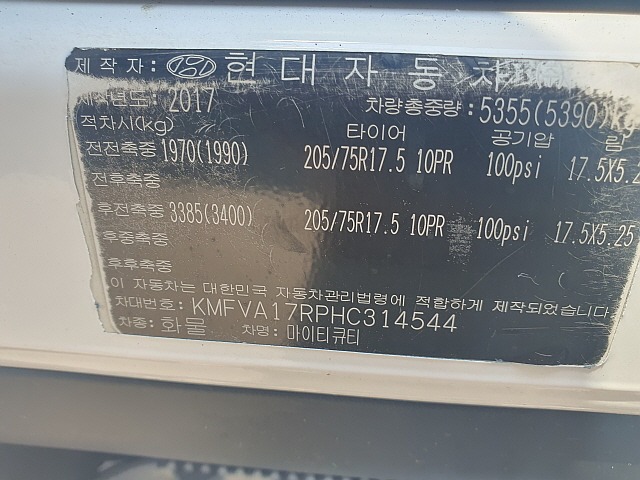 제작자: 현대자동차
제작년도: 2017 차량총중량: 5355(5390)
적차시(kg) 타이어 공기압 림
전전축중 1970(1990) 205/75R17.5 10PR 100psi 17.5X5.2
전후축중
후전축중 3385(3400) 205/75R17.5 10PR 100psi 17.5X5.25
후중축중
후후축중
이 자동차는 대한민국 자동차관리법령에 적합하게 제작되었습니다.
차대번호: KMFVA17RPHC314544
차종: 화물 차명: 마이티큐티